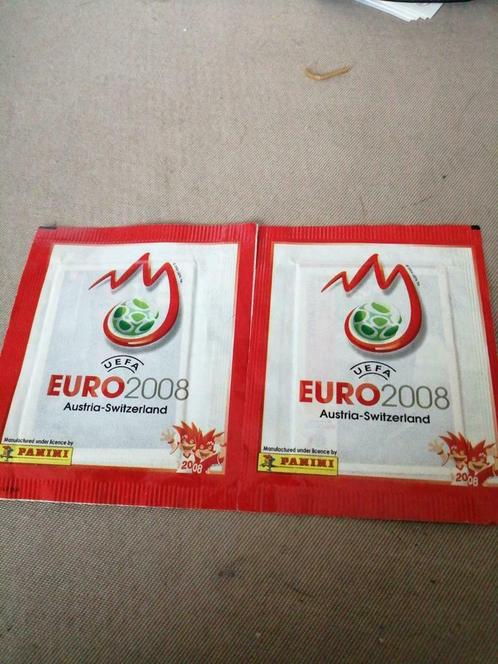 UEFA
EURO2008
Austria-Switzerland
Manufactured under licence by
PANINI
2008
UEFA
EURO2008
Austria-Switzerland
Manufactured under licence by
PANINI
2008